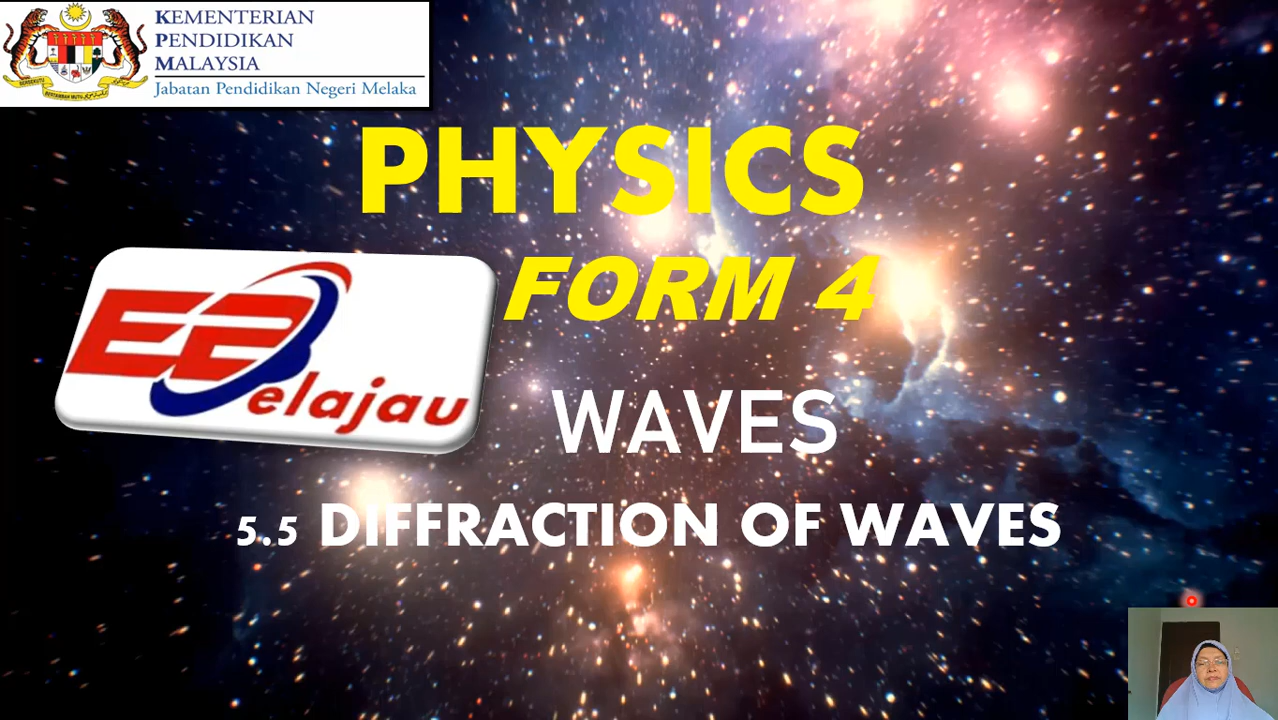 KEMENTERIAN
PENDIDIKAN
MALAYSIA
Jabatan Pendidikan Negeri Melaka
PHYSICS
FORM 4
elajau
WAVES
5.5 DIFFRACTION OF WAVES